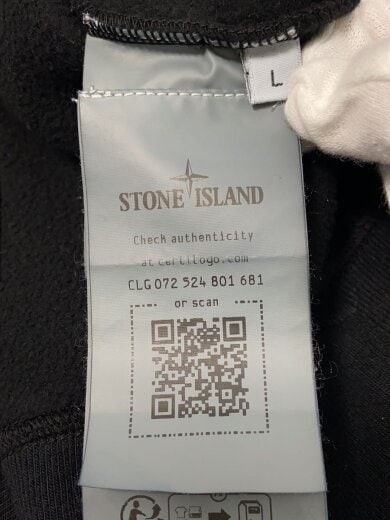 L
STONE ISLAND
Check authenticity
at certilogo.com
CLG 072 524 801 681
or scan